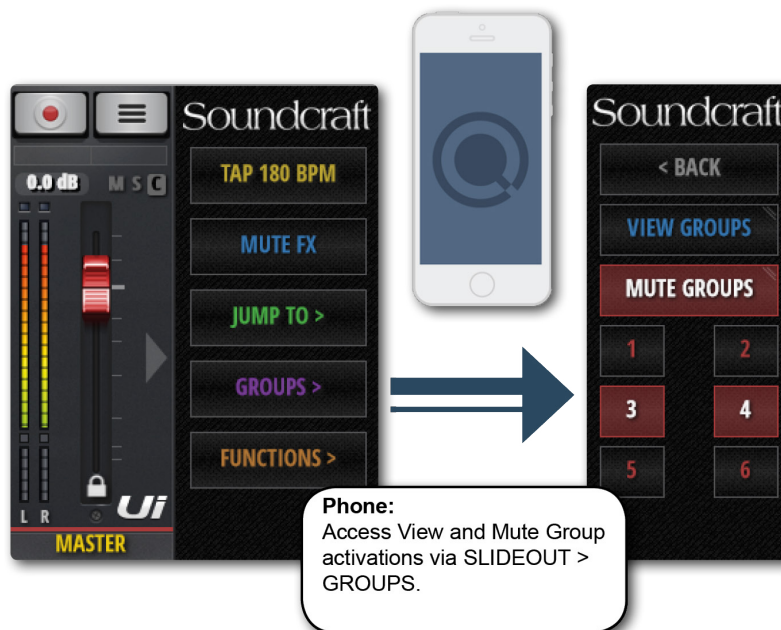 0.0 dB M S C
L R
Ui
MASTER
Soundcraft
TAP 180 BPM
MUTE FX
JUMP TO >
GROUPS >
FUNCTIONS >
Soundcraft
< BACK
VIEW GROUPS
MUTE GROUPS
1 2
3 4
5 6
Phone:
Access View and Mute Group
activations via SLIDEOUT >
GROUPS.